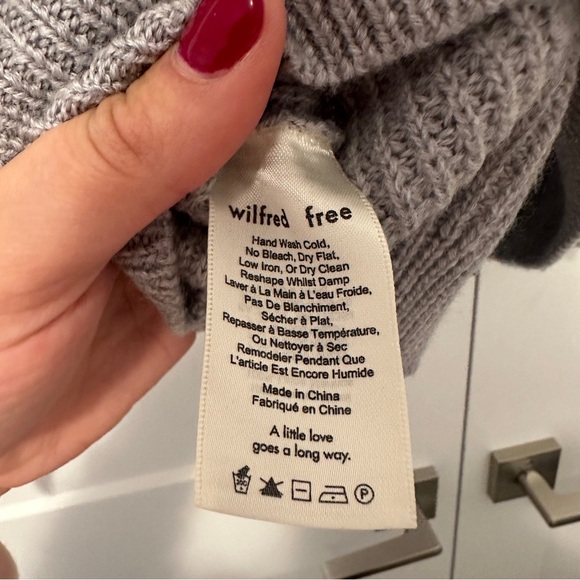 wilfred free
Hand Wash Cold,
No Bleach, Dry Flat,
Low Iron, Or Dry Clean
Reshape Whilst Damp
Laver à La Main à L'eau Froide,
Pas De Blanchiment,
Sécher à Plat,
Repasser à Basse Température,
Ou Nettoyer à Sec
Remodeler Pendant Que
L'article Est Encore Humide
Made in China
Fabriqué en Chine
A little love
goes a long way.
P